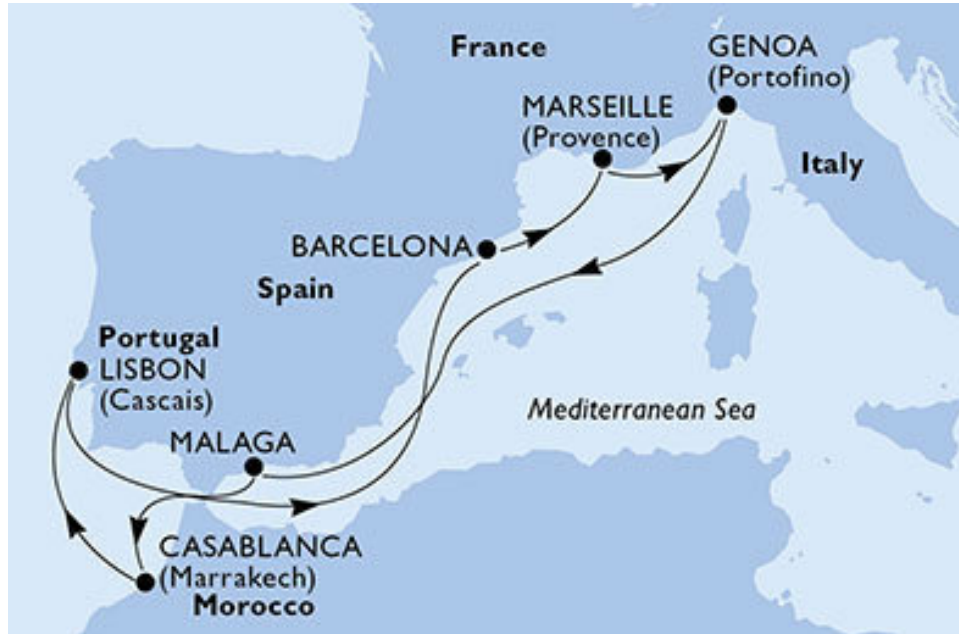 France
GENOA
(Portofino)
MARSEILLE
(Provence)
Italy
BARCELONA
Spain
Portugal
LISBON
(Cascais)
Mediterranean Sea
MALAGA
CASABLANCA
(Marrakech)
Morocco